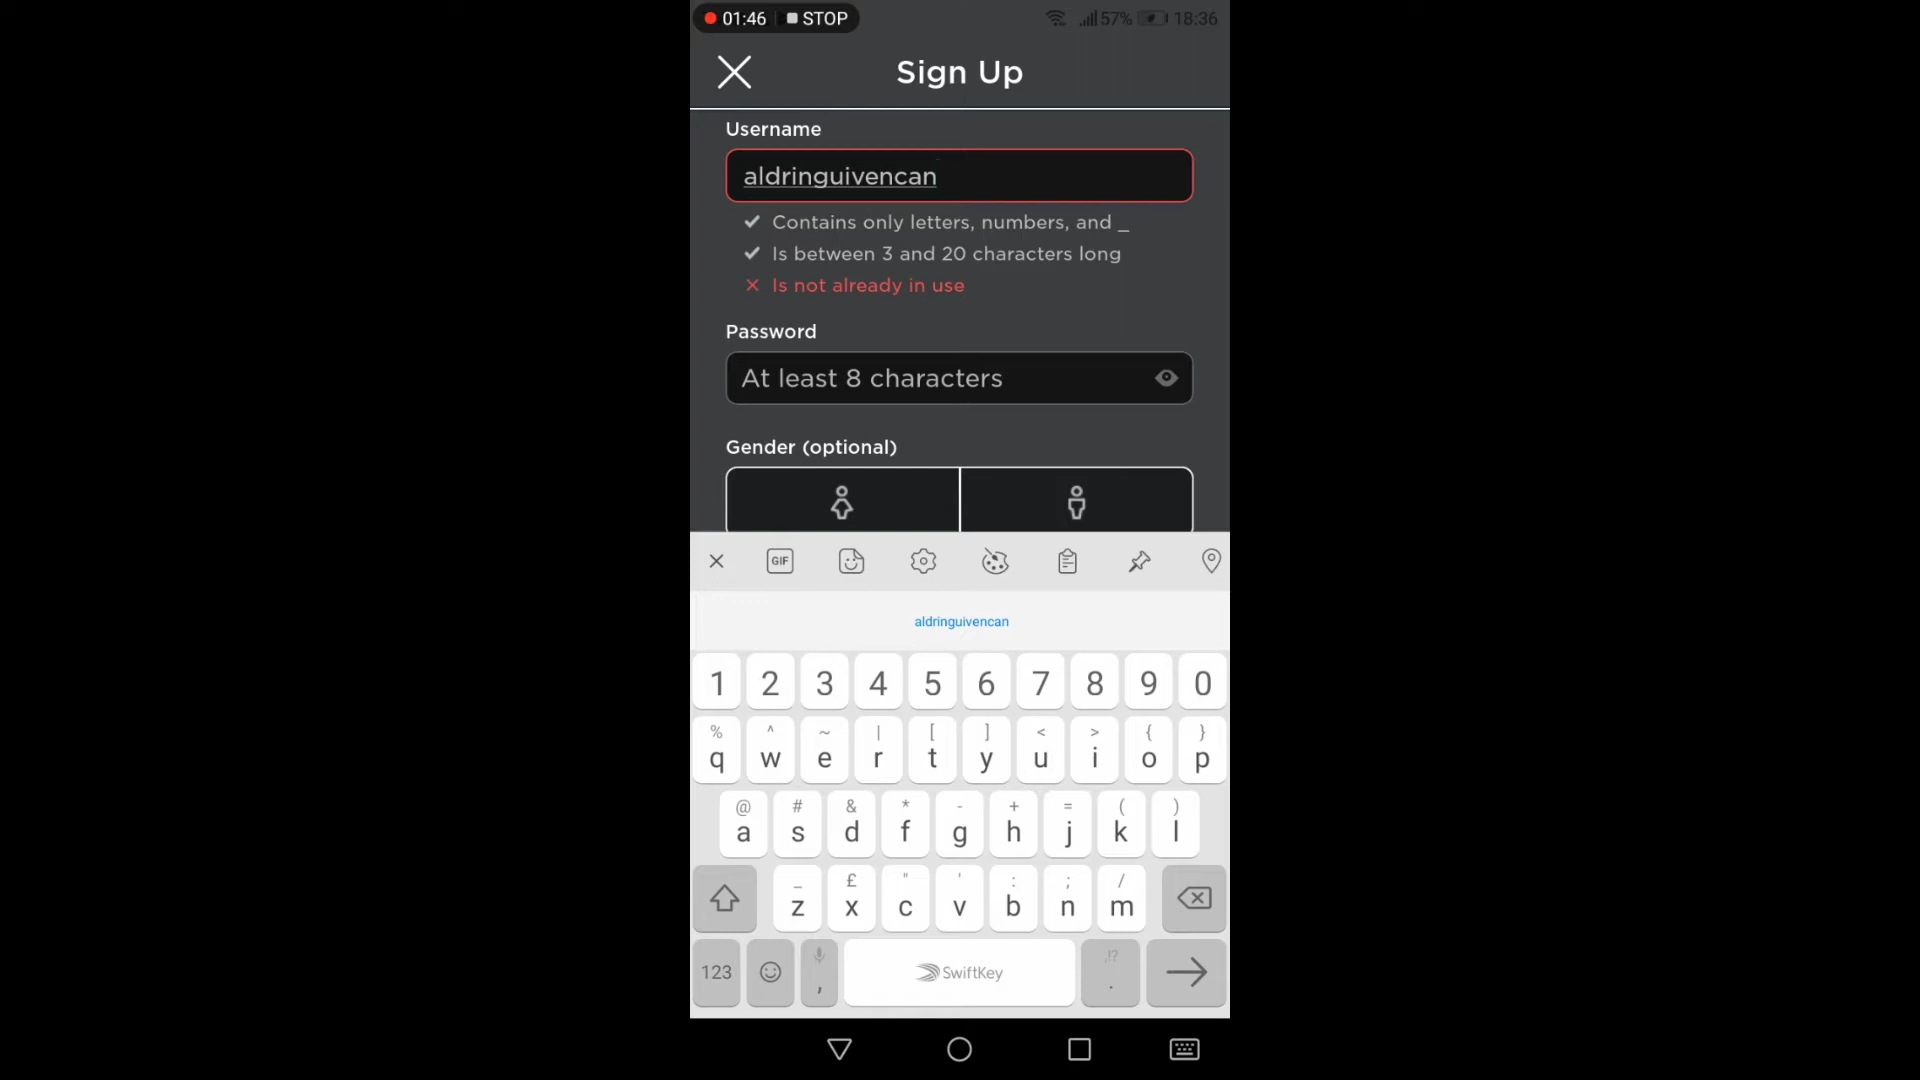 01:46 STOP 57% 18:36
Sign Up
Username
aldringuivencan
Contains only letters, numbers, and _
Is between 3 and 20 characters long
Is not already in use
Password
At least 8 characters
Gender (optional)
GIF
aldringuivencan
1 2 3 4 5 6 7 8 9 0
% ^ ~ | [ ] < > { }
q w e r t y u i o p
@ # & * - + = ( )
a s d f g h j k l
_ £ " ' : ; /
z x c v b n m
,!?
123 , SwiftKey .